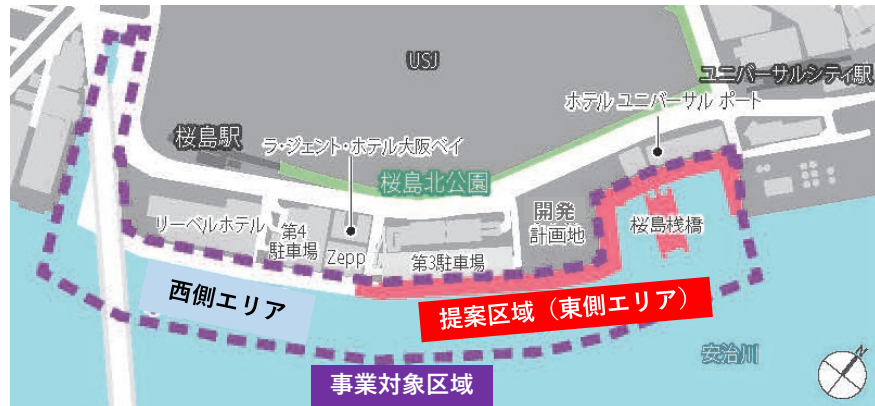 USJ
ユニバーサルシティ駅
ホテル ユニバーサル ポート
桜島駅
ラ・ジェント・ホテル大阪ベイ
桜島北公園
リーベルホテル
第4
駐車場
Zepp
第3駐車場
開発
計画地
桜島桟橋
西側エリア
提案区域（東側エリア）
安治川
事業対象区域
N